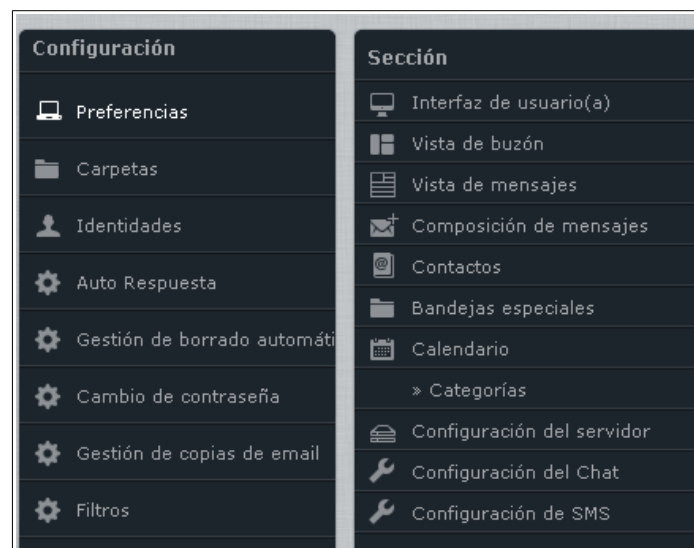 Configuración
Preferencias
Carpetas
Identidades
Auto Respuesta
Gestión de borrado automáti
Cambio de contraseña
Gestión de copias de email
Filtros
Sección
Interfaz de usuario(a)
Vista de buzón
Vista de mensajes
Composición de mensajes
Contactos
Bandejas especiales
Calendario
» Categorías
Configuración del servidor
Configuración del Chat
Configuración de SMS